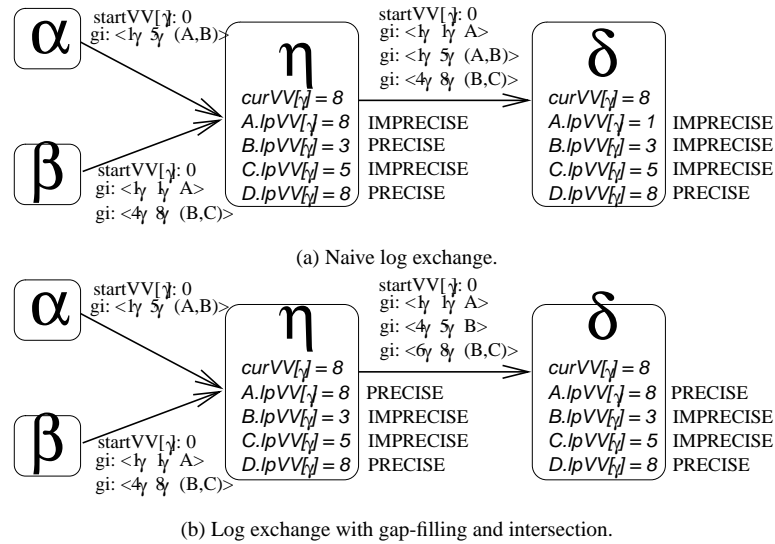 α
startVV[γ]: 0
gi: <1γ 5γ (A,B)>
β
startVV[γ]: 0
gi: <1γ 1γ A>
gi: <4γ 8γ (B,C)>
η
curVV[γ] = 8
A.lpVV[γ] = 8 IMPRECISE
B.lpVV[γ] = 3 PRECISE
C.lpVV[γ] = 5 IMPRECISE
D.lpVV[γ] = 8 PRECISE
startVV[γ]: 0
gi: <1γ 1γ A>
gi: <1γ 5γ (A,B)>
gi: <4γ 8γ (B,C)>
δ
curVV[γ] = 8
A.lpVV[γ] = 1 IMPRECISE
B.lpVV[γ] = 3 IMPRECISE
C.lpVV[γ] = 5 IMPRECISE
D.lpVV[γ] = 8 PRECISE
(a) Naive log exchange.
α
startVV[γ]: 0
gi: <1γ 5γ (A,B)>
β
startVV[γ]: 0
gi: <1γ 1γ A>
gi: <4γ 8γ (B,C)>
η
curVV[γ] = 8
A.lpVV[γ] = 8 PRECISE
B.lpVV[γ] = 3 IMPRECISE
C.lpVV[γ] = 5 IMPRECISE
D.lpVV[γ] = 8 PRECISE
startVV[γ]: 0
gi: <1γ 1γ A>
gi: <4γ 5γ B>
gi: <6γ 8γ (B,C)>
δ
curVV[γ] = 8
A.lpVV[γ] = 8 PRECISE
B.lpVV[γ] = 3 IMPRECISE
C.lpVV[γ] = 5 IMPRECISE
D.lpVV[γ] = 8 PRECISE
(b) Log exchange with gap-filling and intersection.